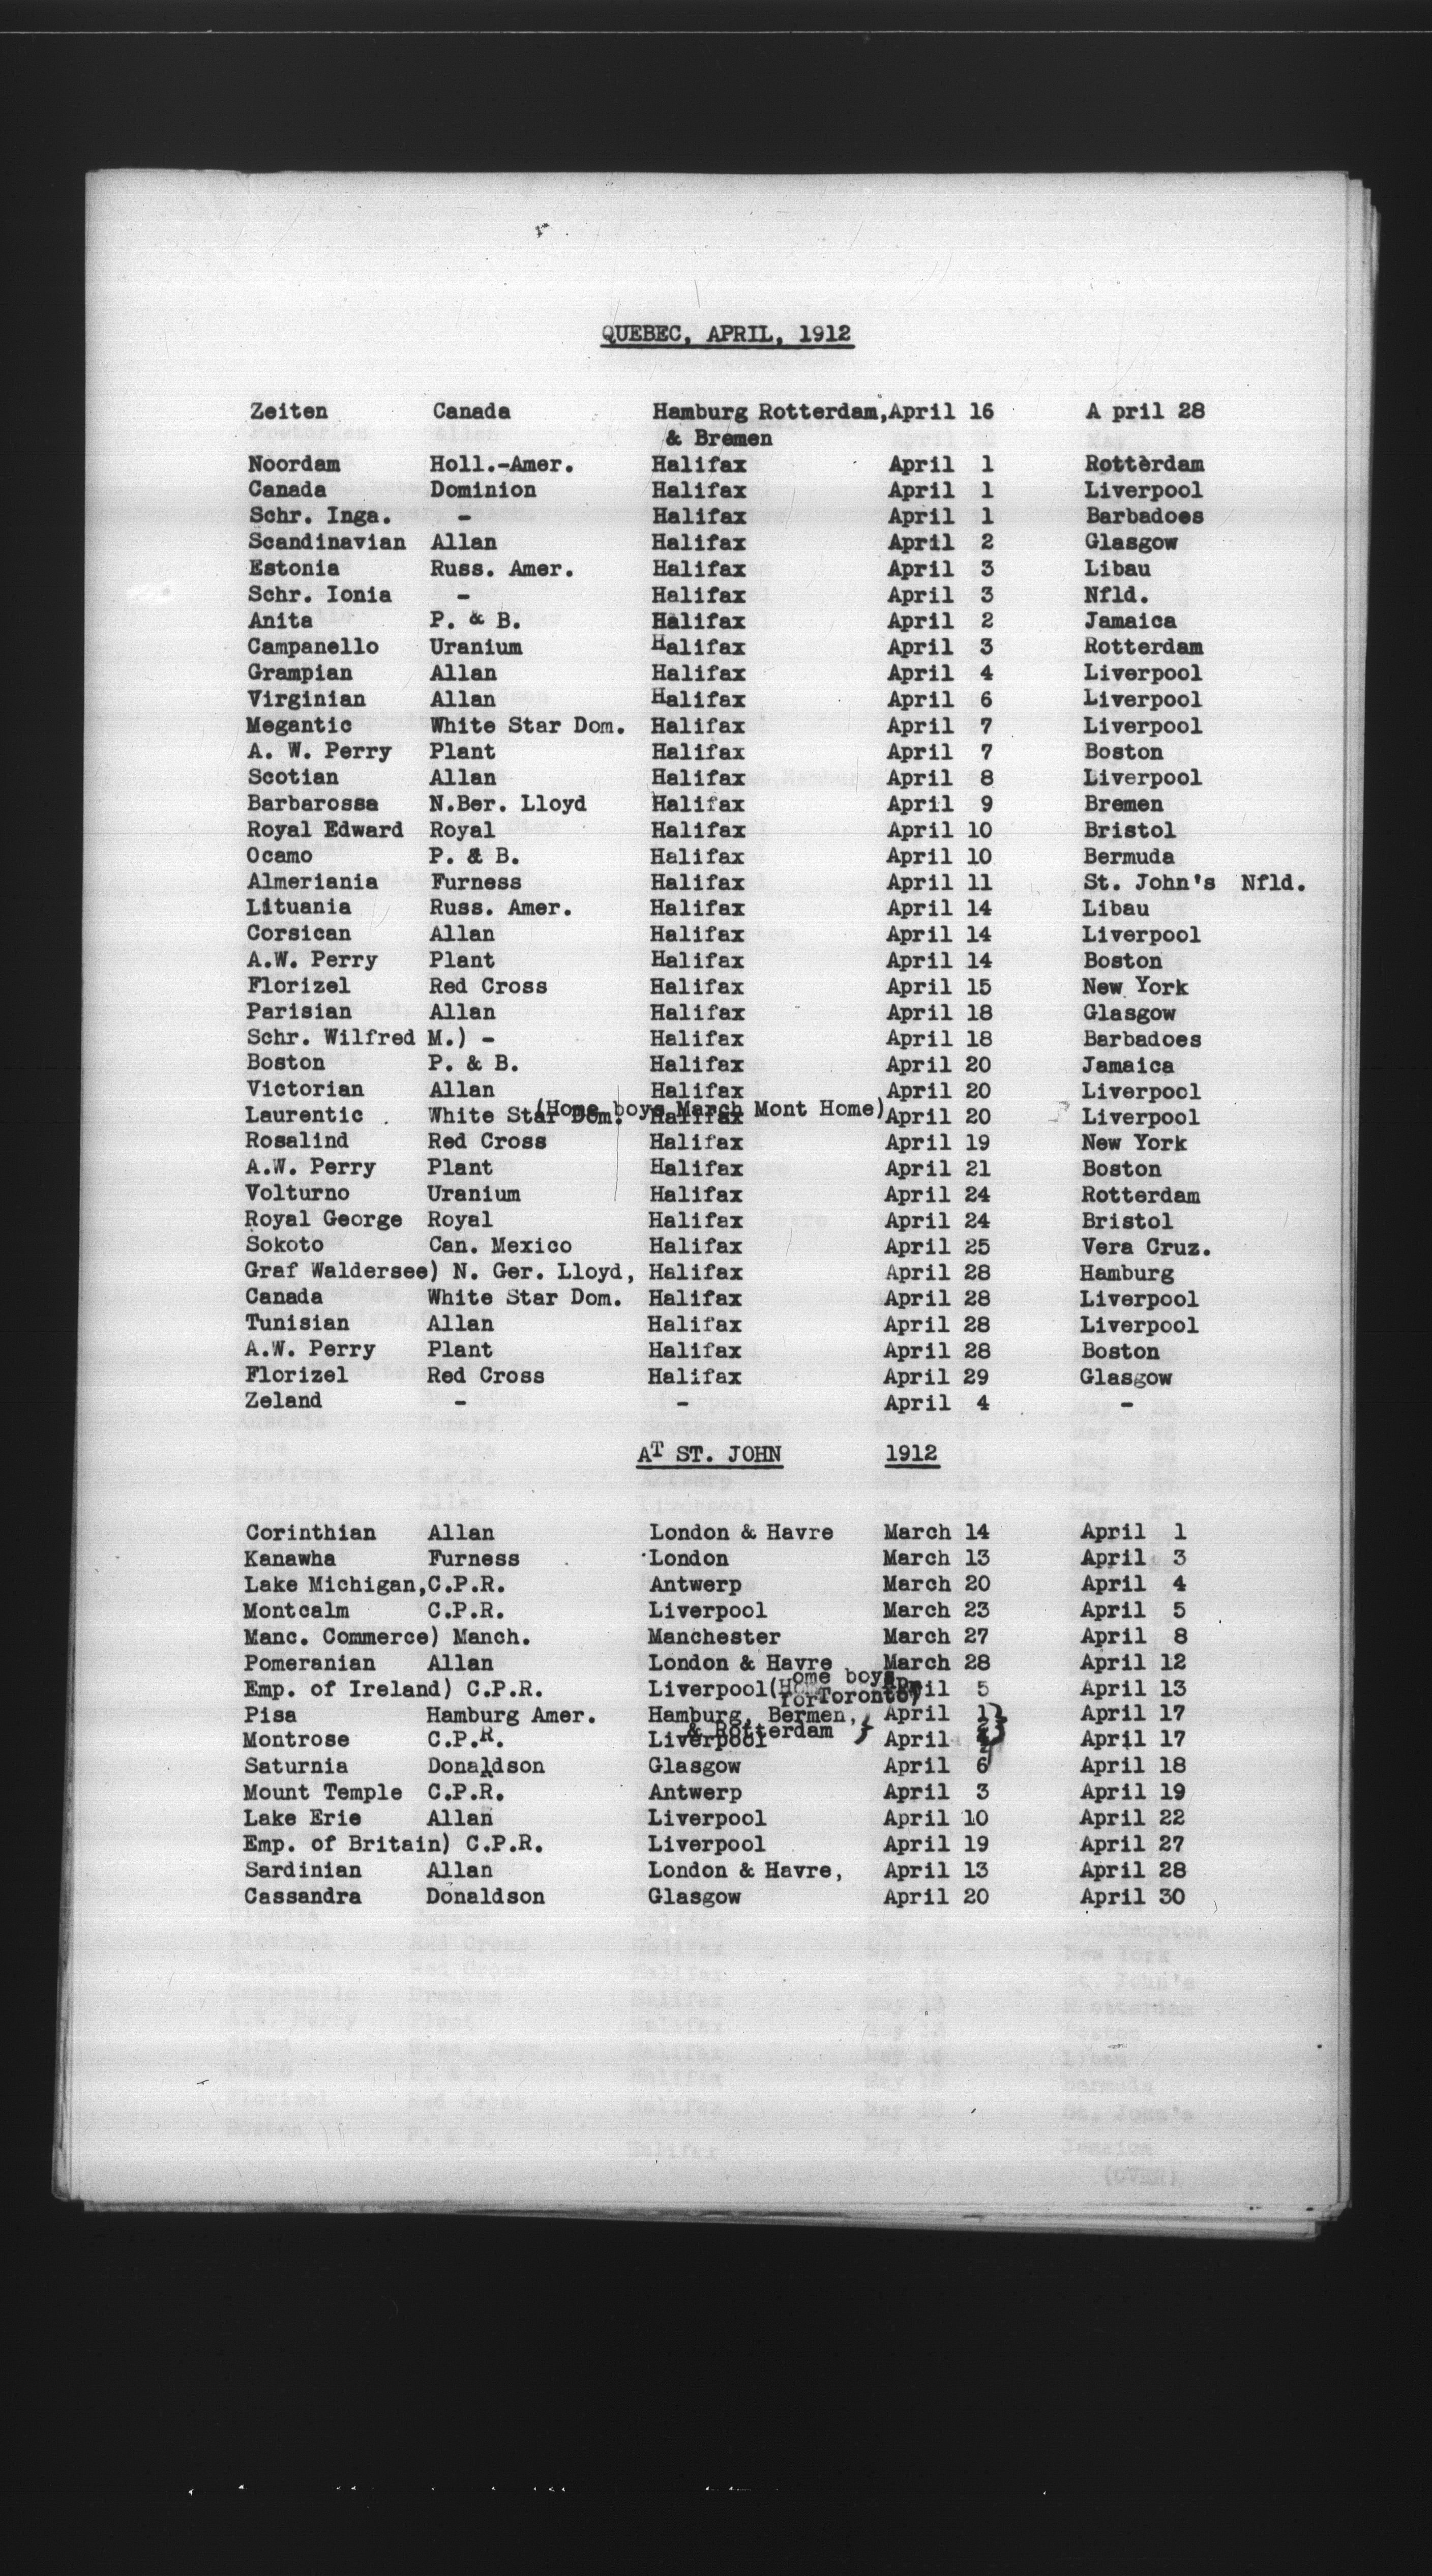 QUEBEC, APRIL, 1912
Zeiten Canada Hamburg Rotterdam, April 16 A pril 28
& Bremen
Noordam Holl.-Amer. Halifax April 1 Rotterdam
Canada Dominion Halifax April 1 Liverpool
Schr. Inga. - Halifax April 1 Barbadoes
Scandinavian Allan Halifax April 2 Glasgow
Estonia Russ. Amer. Halifax April 3 Libau
Schr. Ionia - Halifax April 3 Nfld.
Anita P. & B. Halifax April 2 Jamaica
Campanello Uranium Halifax April 3 Rotterdam
Grampian Allan Halifax April 4 Liverpool
Virginian Allan Halifax April 6 Liverpool
Megantic White Star Dom. Halifax April 7 Liverpool
A. W. Perry Plant Halifax April 7 Boston
Scotian Allan Halifax April 8 Liverpool
Barbarossa N.Ber. Lloyd Halifax April 9 Bremen
Royal Edward Royal Halifax April 10 Bristol
Ocamo P. & B. Halifax April 10 Bermuda
Almeriania Furness Halifax April 11 St. John's Nfld.
Lituania Russ. Amer. Halifax April 14 Libau
Corsican Allan Halifax April 14 Liverpool
A.W. Perry Plant Halifax April 14 Boston
Florizel Red Cross Halifax April 15 New York
Parisian Allan Halifax April 18 Glasgow
Schr. Wilfred M.) - Halifax April 18 Barbadoes
Boston P. & B. Halifax April 20 Jamaica
Victorian Allan Halifax April 20 Liverpool
(Home boys March Mont Home)
Laurentic . White Star Dom. Halifax April 20 Liverpool
Rosalind Red Cross Halifax April 19 New York
A.W. Perry Plant Halifax April 21 Boston
Volturno Uranium Halifax April 24 Rotterdam
Royal George Royal Halifax April 24 Bristol
Sokoto Can. Mexico Halifax April 25 Vera Cruz.
Graf Waldersee) N. Ger. Lloyd, Halifax April 28 Hamburg
Canada White Star Dom. Halifax April 28 Liverpool
Tunisian Allan Halifax April 28 Liverpool
A.W. Perry Plant Halifax April 28 Boston
Florizel Red Cross Halifax April 29 Glasgow
Zeland - - April 4 -
AT ST. JOHN 1912
Corinthian Allan London & Havre March 14 April 1
Kanawha Furness London March 13 April 3
Lake Michigan, C.P.R. Antwerp March 20 April 4
Montcalm C.P.R. Liverpool March 23 April 5
Manc. Commerce) Manch. Manchester March 27 April 8
Pomeranian Allan London & Havre March 28 April 12
Emp. of Ireland) C.P.R. Liverpool (Home boys April 5 April 13
for Toronto)
Pisa Hamburg Amer. Hamburg, Bermen, April April 17
& Rotterdam }
Montrose C.P.R. Liverpool April April 17
Saturnia Donaldson Glasgow April 6 April 18
Mount Temple C.P.R. Antwerp April 3 April 19
Lake Erie Allan Liverpool April 10 April 22
Emp. of Britain) C.P.R. Liverpool April 19 April 27
Sardinian Allan London & Havre, April 13 April 28
Cassandra Donaldson Glasgow April 20 April 30